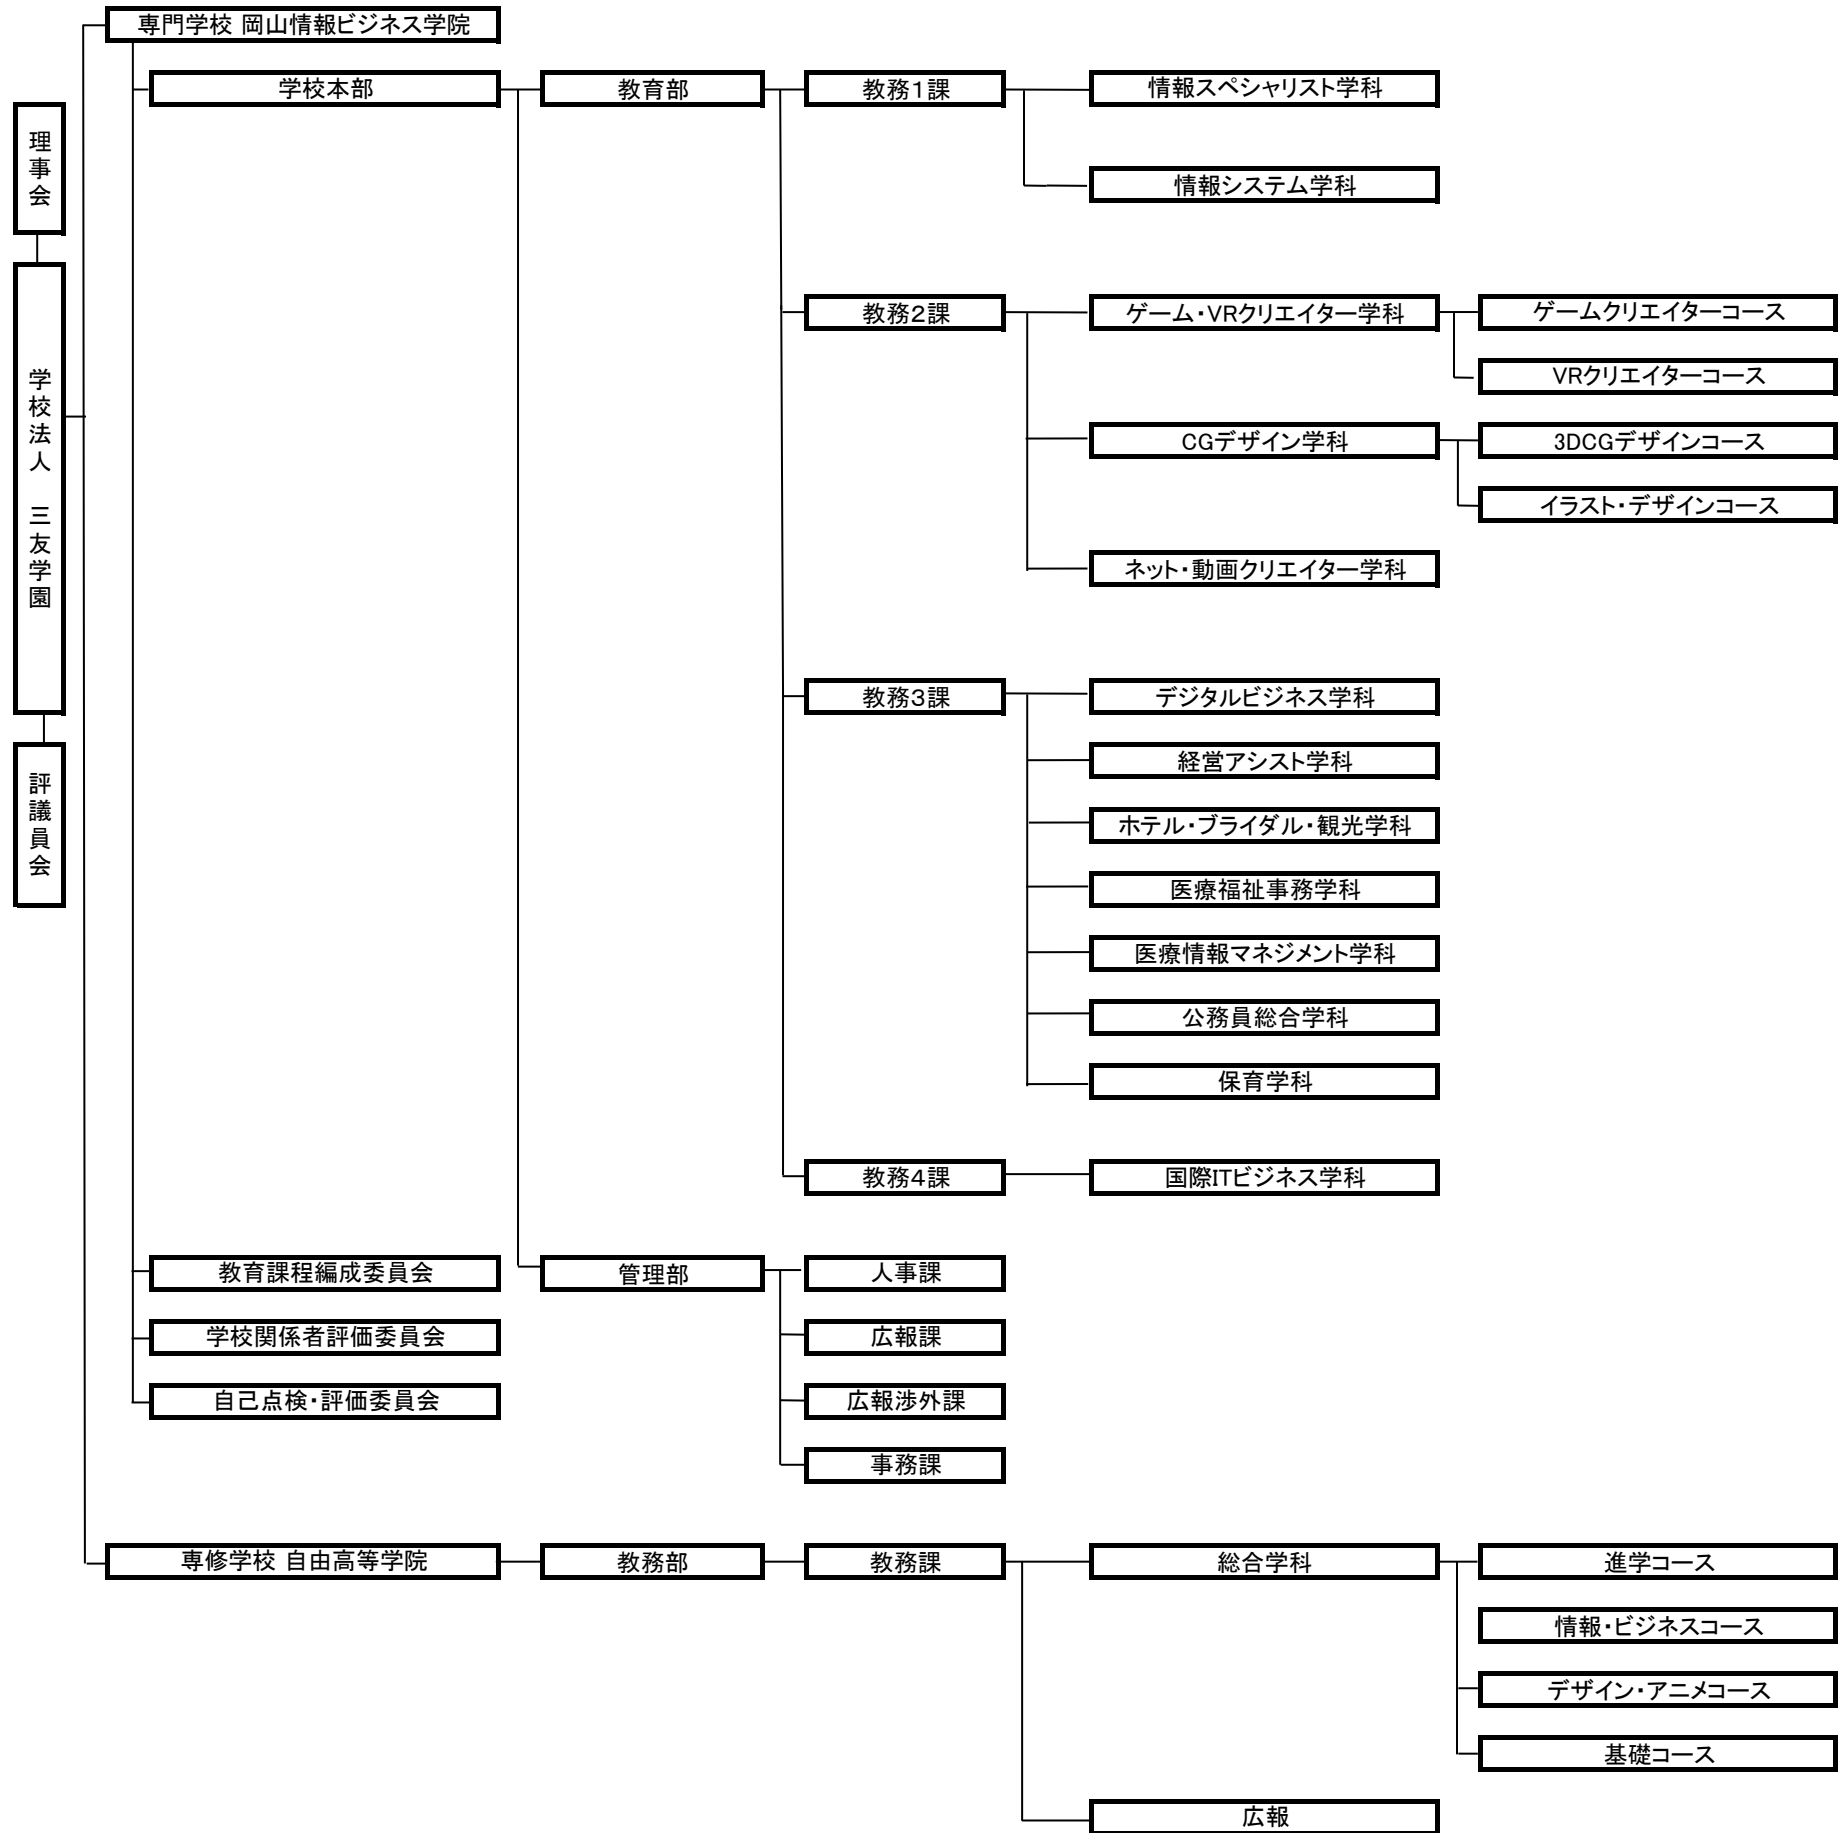 専門学校 岡山情報ビジネス学院
学校本部
教育部
教務1課
情報スペシャリスト学科
理事会
情報システム学科
学校法人 三友学園
教務2課
ゲーム・VRクリエイター学科
ゲームクリエイターコース
VRクリエイターコース
CGデザイン学科
3DCGデザインコース
イラスト・デザインコース
ネット・動画クリエイター学科
教務3課
デジタルビジネス学科
評議員会
経営アシスト学科
ホテル・ブライダル・観光学科
医療福祉事務学科
医療情報マネジメント学科
公務員総合学科
保育学科
教務4課
国際ITビジネス学科
教育課程編成委員会
管理部
人事課
学校関係者評価委員会
広報課
自己点検・評価委員会
広報渉外課
事務課
専修学校 自由高等学院
教務部
教務課
総合学科
進学コース
情報・ビジネスコース
デザイン・アニメコース
基礎コース
広報